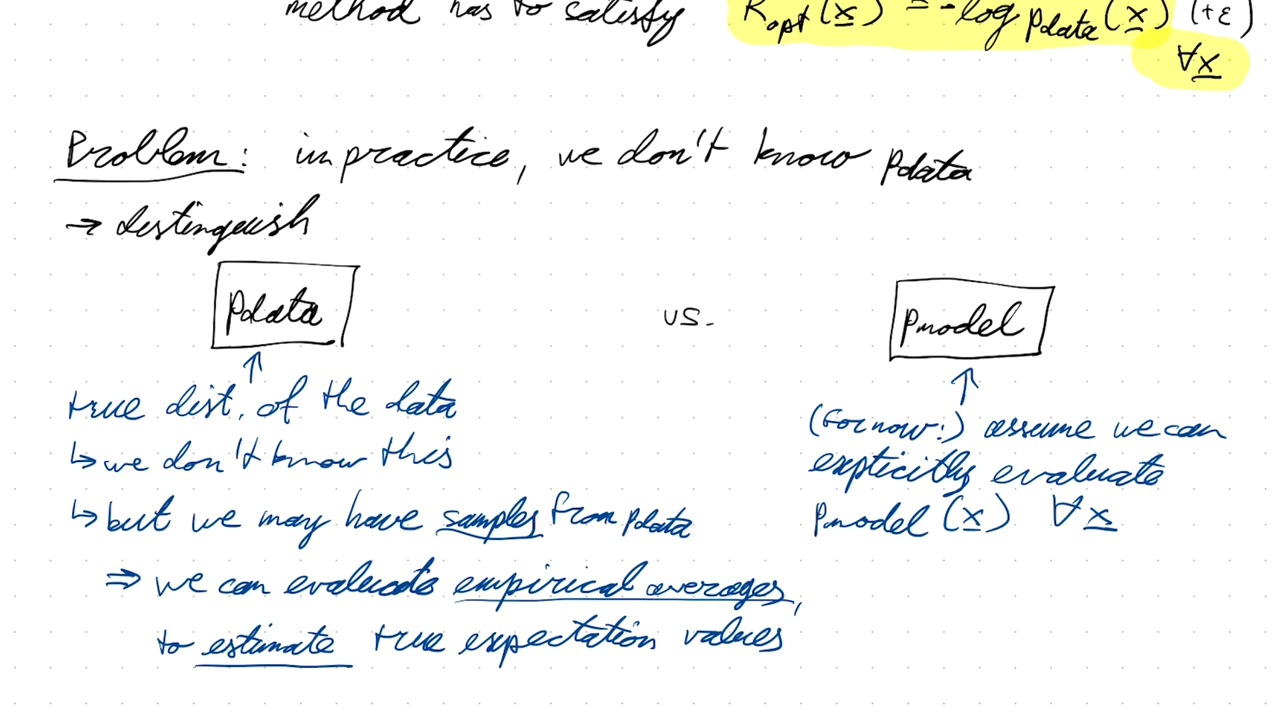 method has to satisfy R_opt(x) = -log p_data(x) (+ε)
∀x
Problem: in practice, we don't know p_data
→ distinguish
p_data vs. p_model
↑ ↑
true dist. of the data
(for now:) assume we can
↳ we don't know this
explicitly evaluate
↳ but we may have samples from p_data
p_model(x) ∀x
⇒ we can evaluate empirical averages,
to estimate true expectation values